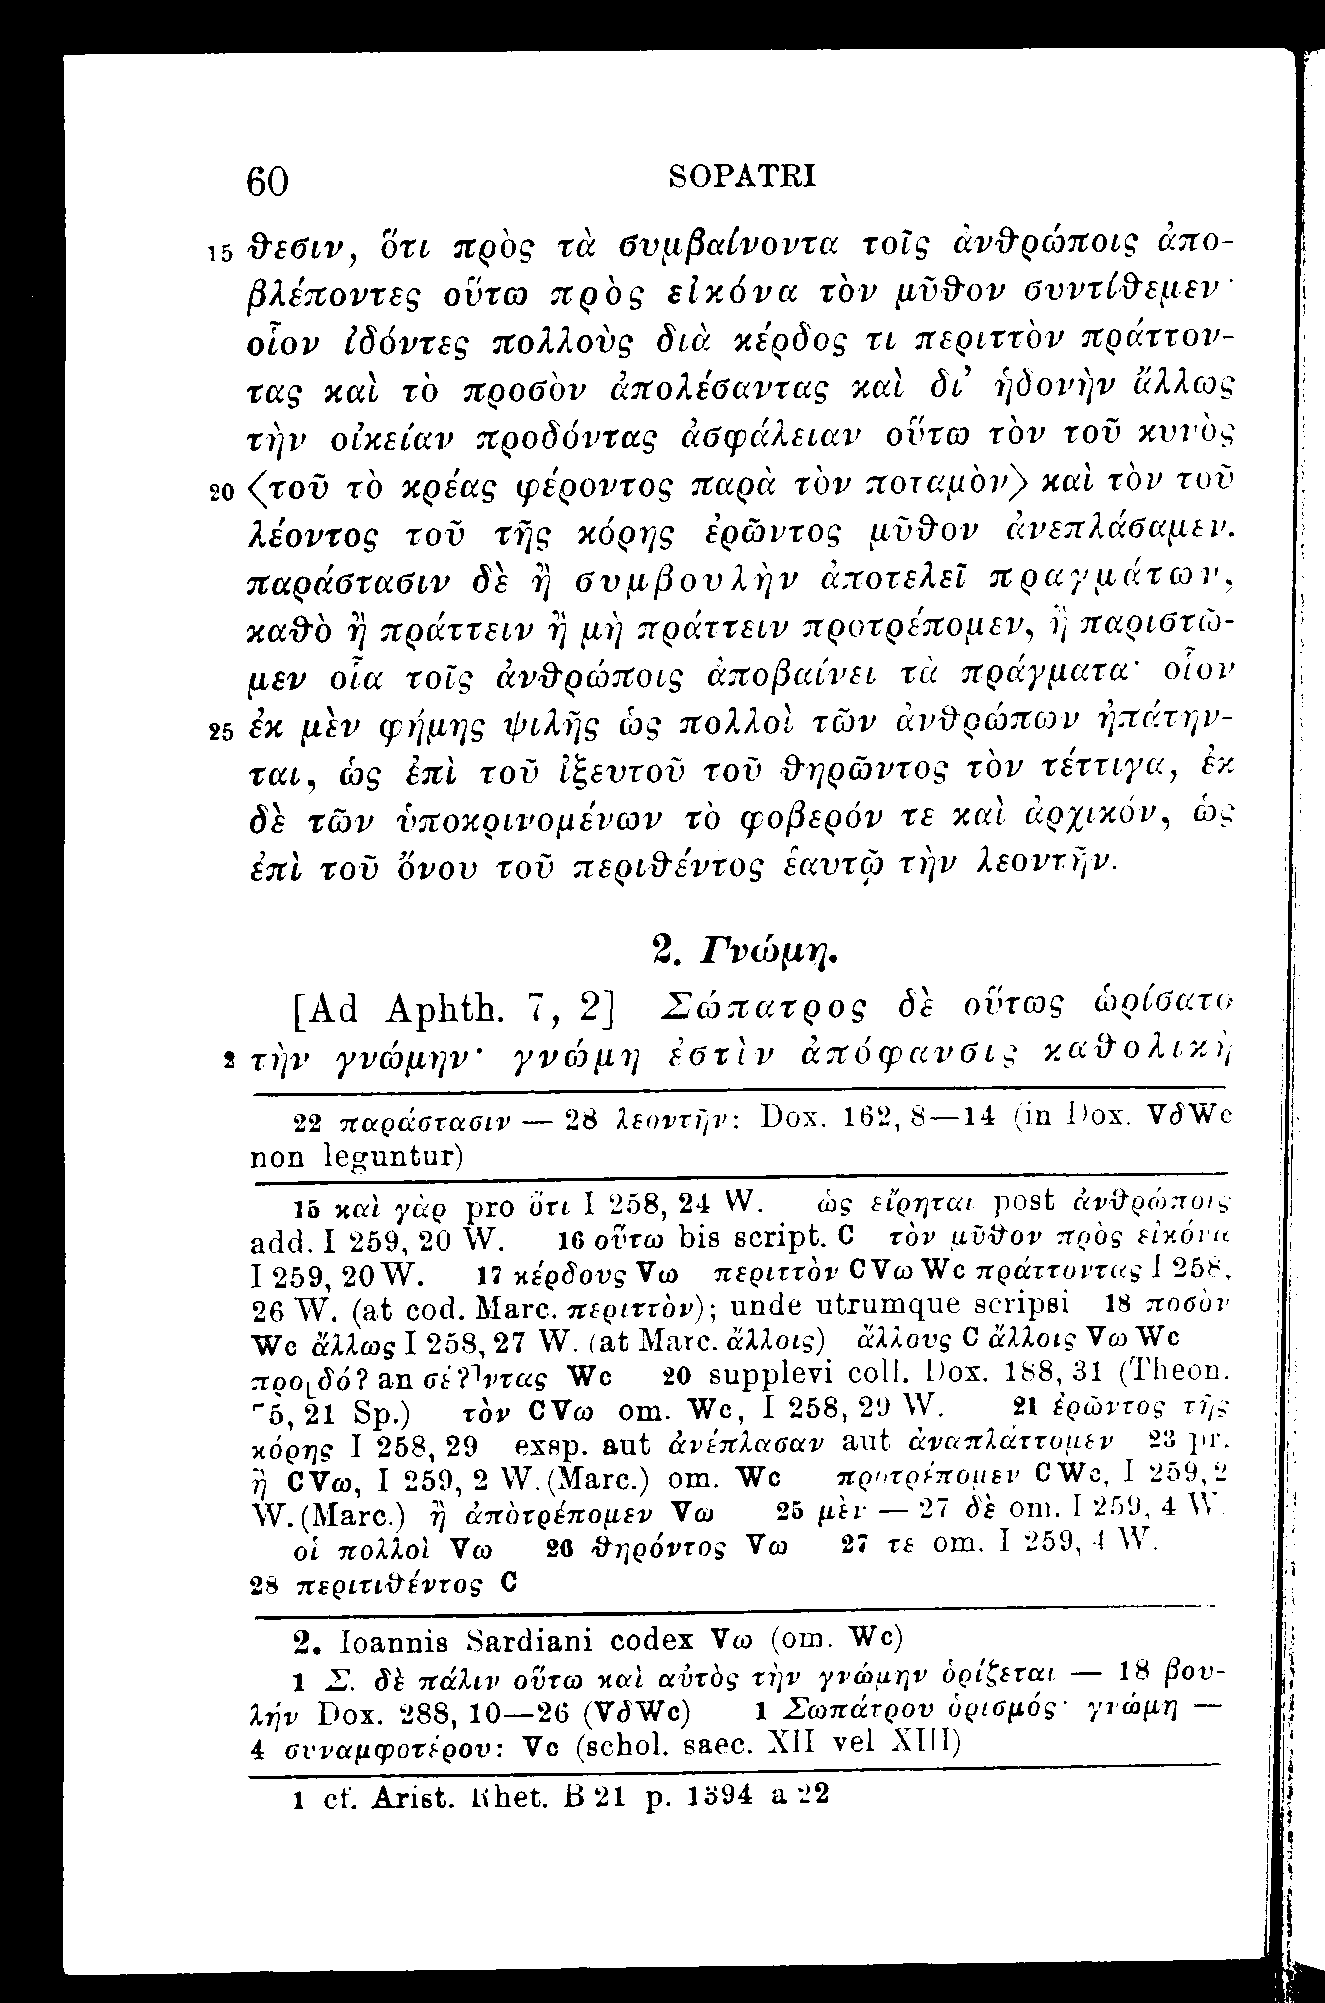 60 SOPATRI
15 θεσιν, ὅτι πρὸς τὰ συμβαίνοντα τοῖς ἀνθρώποις ἀπο-
βλέποντες οὕτω πρὸς εἰκόνα τὸν μῦθον συντίθεμεν·
οἷον ἰδόντες πολλοὺς διὰ κέρδος τι περιττὸν πράττον-
τας καὶ τὸ προσὸν ἀπολέσαντας καὶ δι’ ἡδονὴν ἄλλως
τὴν οἰκείαν προδόντας ἀσφάλειαν οὕτω τὸν τοῦ κυνὸς
20 〈τοῦ τὸ κρέας φέροντος παρὰ τὸν ποταμὸν〉 καὶ τὸν τοῦ
λέοντος τοῦ τῆς κόρης ἐρῶντος μῦθον ἀνεπλάσαμεν.
παράστασιν δὲ ἢ συμβουλὴν ἀποτελεῖ πραγμάτων,
καθὸ ἢ πράττειν ἢ μὴ πράττειν προτρέπομεν, ἢ παριστῶ-
μεν οἷα τοῖς ἀνθρώποις ἀποβαίνει τὰ πράγματα· οἷον
25 ἐκ μὲν φήμης ψιλῆς ὡς πολλοὶ τῶν ἀνθρώπων ἠπάτην-
ται, ὡς ἐπὶ τοῦ ἰξευτοῦ τοῦ θηρῶντος τὸν τέττιγα, ἐκ
δὲ τῶν ὑποκρινομένων τὸ φοβερόν τε καὶ ἀρχικόν, ὡς
ἐπὶ τοῦ ὄνου τοῦ περιθέντος ἑαυτῷ τὴν λεοντῆν.
2. Γνώμη.
[Ad Aphth. 7, 2] Σώπατρος δὲ οὕτως ὡρίσατο
2 τὴν γνώμην· γνώμη ἐστὶν ἀπόφανσις καθολικὴ
22 παράστασιν — 28 λεοντῆν: Dox. 162, 8—14 (in Dox. VδWc
non leguntur)
15 καὶ γὰρ pro ὅτι I 258, 24 W. ὡς εἴρηται post ἀνθρώποις
add. I 259, 20 W. 16 οὕτω bis script. C τὸν μῦθον πρὸς εἰκόνα
I 259, 20 W. 17 κέρδους Vω περιττὸν CVωWc πράττοντας I 258,
26 W. (at cod. Marc. περιττὸν); unde utrumque scripsi 18 ποσὸν
Wc ἄλλως I 258, 27 W. (at Marc. ἄλλοις) ἄλλους C ἄλλοις VωWc
προ⌊δό? an σέ?⌉ντας Wc 20 supplevi coll. Dox. 188, 31 (Theon.
75, 21 Sp.) τὸν CVω om. Wc, I 258, 29 W. 21 ἐρῶντος τῆς
κόρης I 258, 29 exsp. aut ἀνέπλασαν aut ἀναπλάττομεν 23 pr.
ἢ CVω, I 259, 2 W. (Marc.) om. Wc προτρέπομεν CWc, I 259, 2
W. (Marc.) ἢ ἀπὸτρέπομεν Vω 25 μὲν — 27 δὲ om. I 259, 4 W.
οἱ πολλοὶ Vω 26 θηρόντος Vω 27 τε om. I 259, 4 W.
28 περιτιθέντος C
2. Ioannis Sardiani codex Vω (om. Wc)
1 Σ. δὲ πάλιν οὕτω καὶ αὐτὸς τὴν γνώμην ὁρίζεται — 18 βου-
λήν Dox. 288, 10—26 (VδWc) 1 Σωπάτρου ὁρισμός· γνώμη —
4 συναμφοτέρου: Vc (schol. saec. XII vel XIII)
1 cf. Arist. Rhet. B 21 p. 1394 a 22